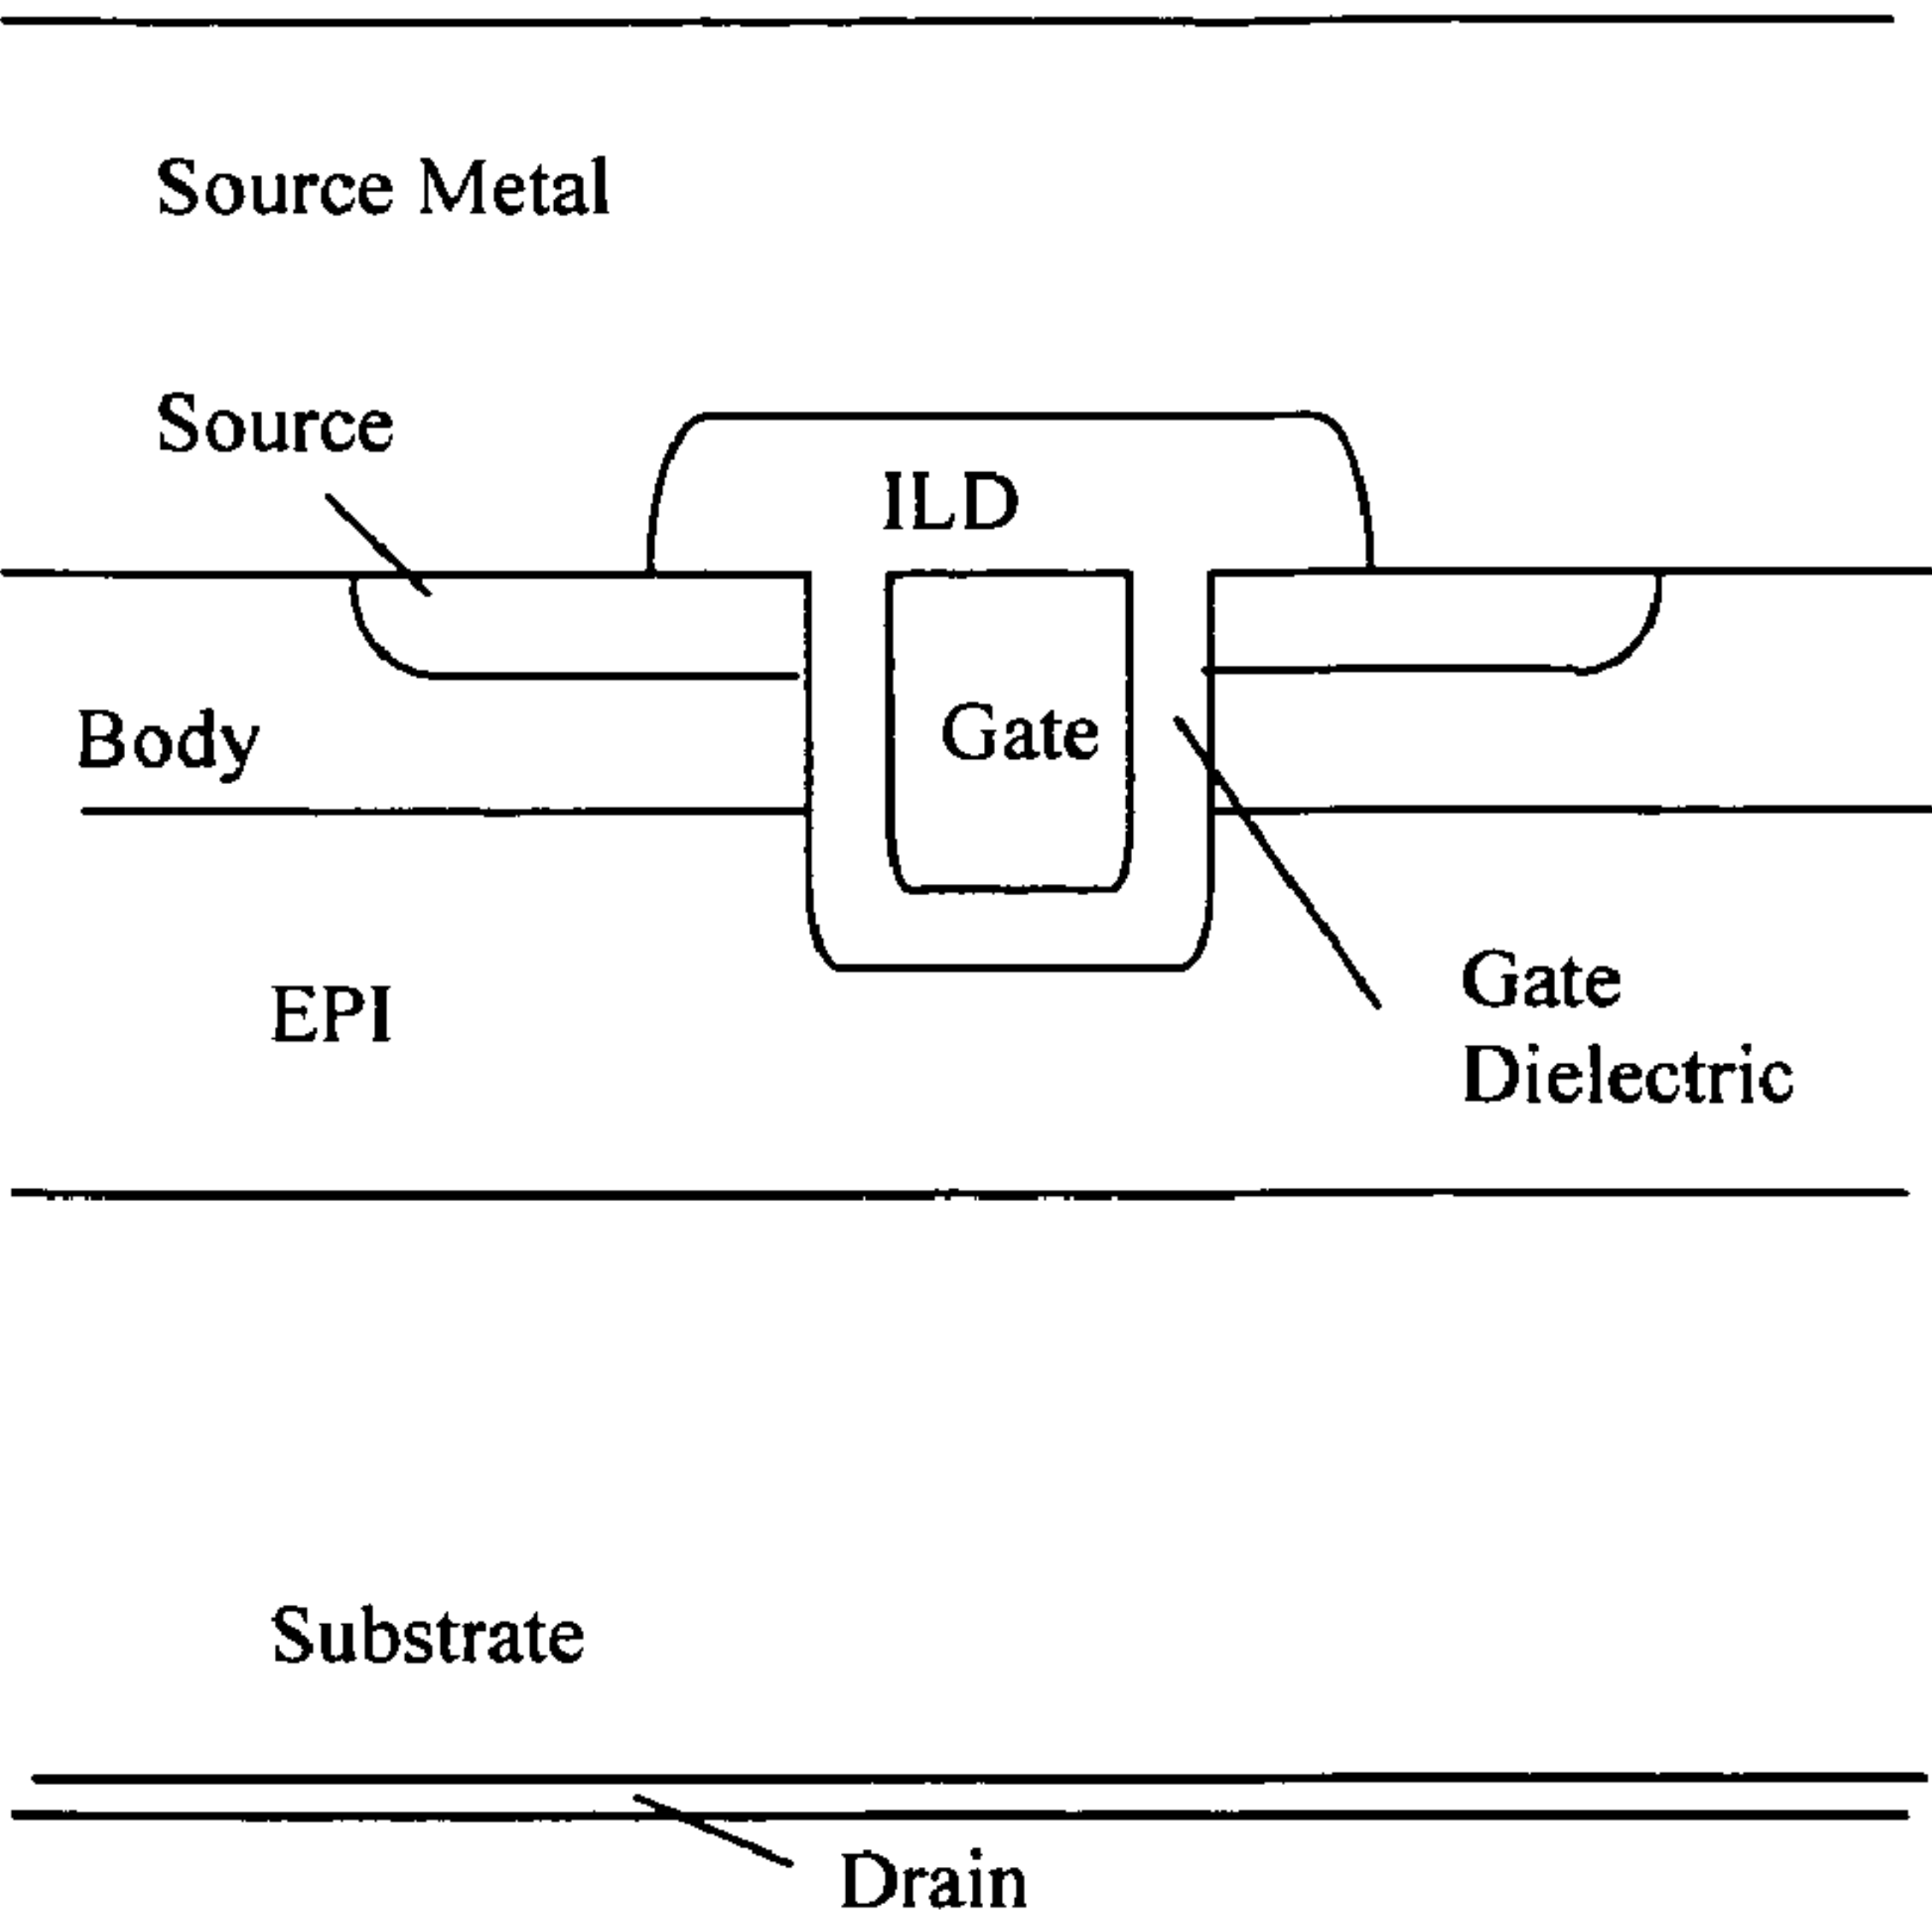 Source Metal
Source
ILD
Body
Gate
EPI
Gate
Dielectric
Substrate
Drain